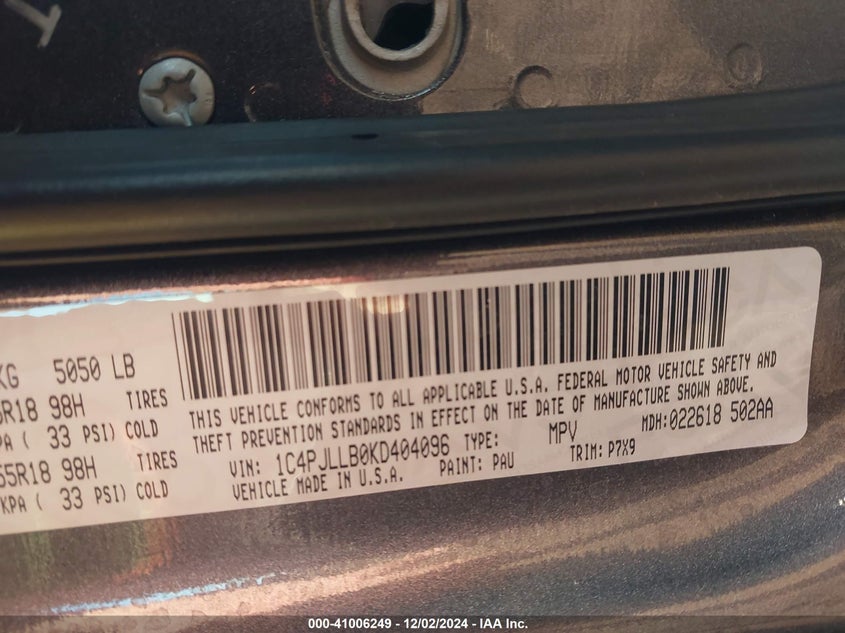 KG 5050 LB
5R18 98H TIRES
KPA ( 33 PSI) COLD
65R18 98H TIRES
KPA ( 33 PSI) COLD
THIS VEHICLE CONFORMS TO ALL APPLICABLE U.S.A. FEDERAL MOTOR VEHICLE SAFETY AND
THEFT PREVENTION STANDARDS IN EFFECT ON THE DATE OF MANUFACTURE SHOWN ABOVE.
VIN: 1C4PJLLB0KD404096 TYPE: MPV MDH:022618 502AA
VEHICLE MADE IN U.S.A. PAINT: PAU TRIM: P7X9
000-41006249 - 12/02/2024 - IAA Inc.